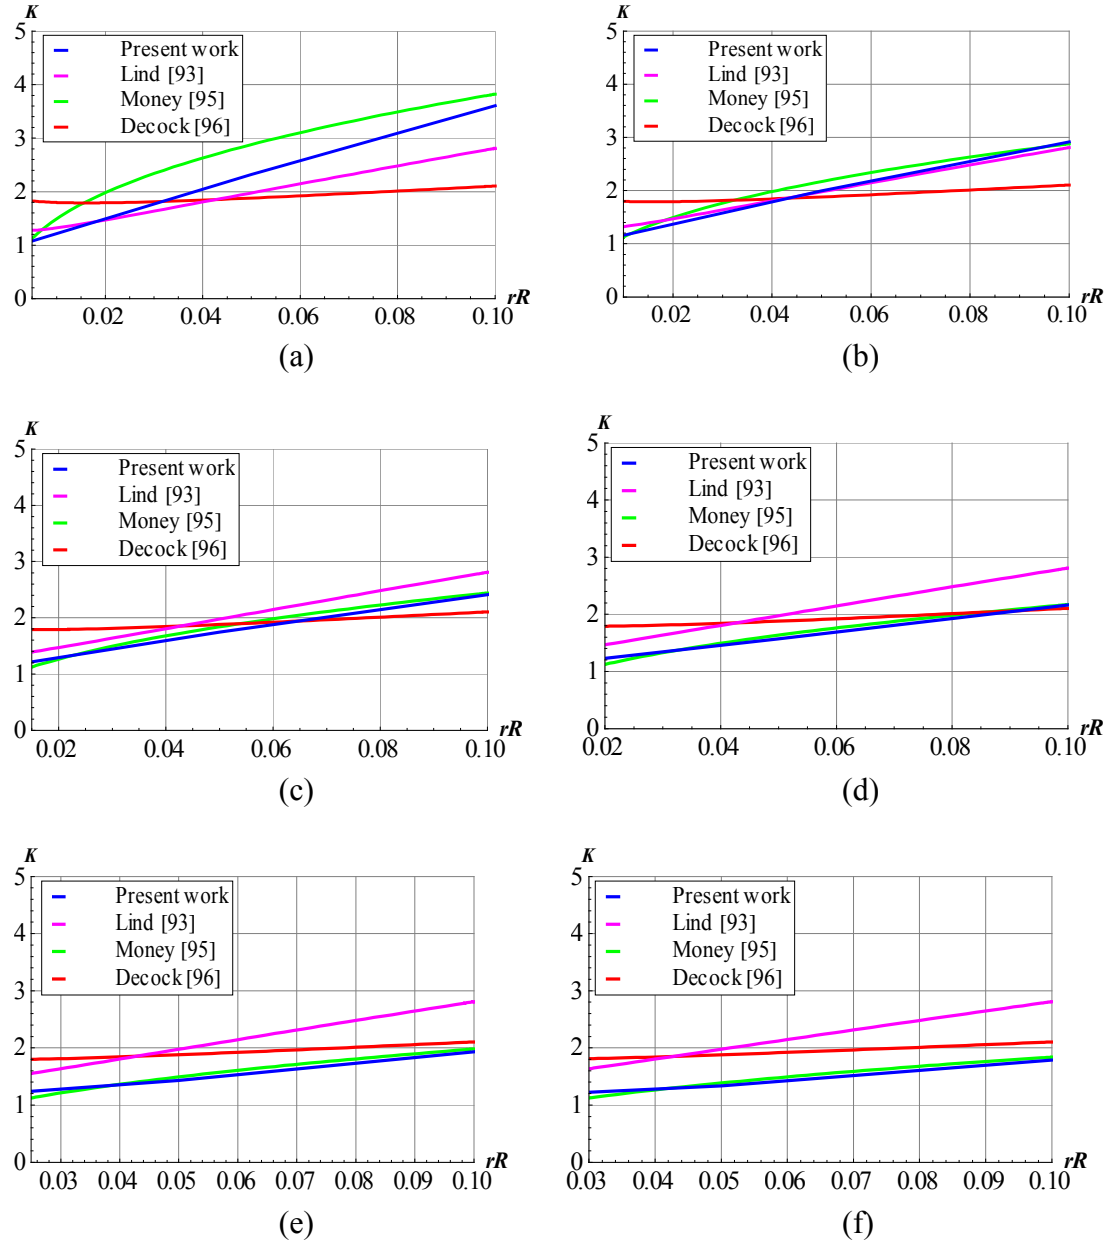 K
5
4
3
2
1
0
Present work
Lind [93]
Money [95]
Decock [96]
0.02 0.04 0.06 0.08 0.10
rR
(a)
K
5
4
3
2
1
0
Present work
Lind [93]
Money [95]
Decock [96]
0.02 0.04 0.06 0.08 0.10
rR
(b)
K
5
4
3
2
1
0
Present work
Lind [93]
Money [95]
Decock [96]
0.02 0.04 0.06 0.08 0.10
rR
(c)
K
5
4
3
2
1
0
Present work
Lind [93]
Money [95]
Decock [96]
0.02 0.04 0.06 0.08 0.10
rR
(d)
K
5
4
3
2
1
0
Present work
Lind [93]
Money [95]
Decock [96]
0.03 0.04 0.05 0.06 0.07 0.08 0.09 0.10
rR
(e)
K
5
4
3
2
1
0
Present work
Lind [93]
Money [95]
Decock [96]
0.03 0.04 0.05 0.06 0.07 0.08 0.09 0.10
rR
(f)